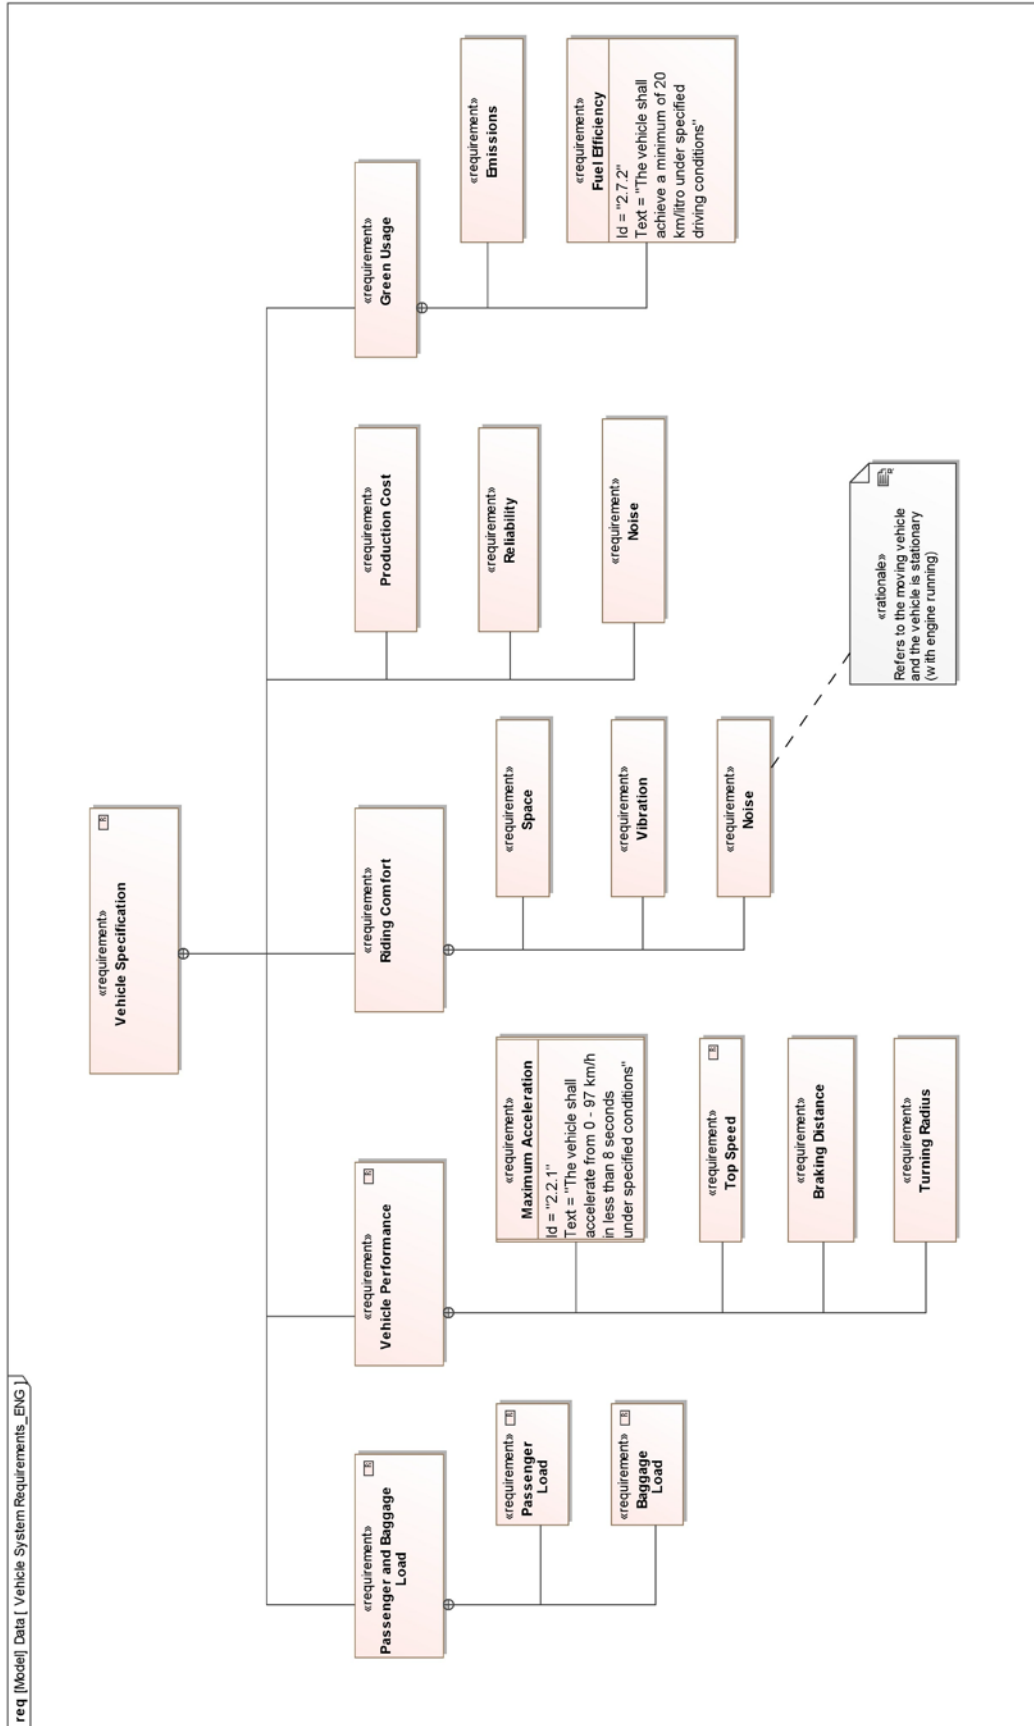 req [Model] Data [ Vehicle System Requirements_ENG ]
«requirement»
Vehicle Specification
«requirement»
Passenger and Baggage
Load
«requirement»
Passenger
Load
«requirement»
Baggage
Load
«requirement»
Vehicle Performance
«requirement»
Maximum Acceleration
Id = "2.2.1"
Text = "The vehicle shall
accelerate from 0 - 97 km/h
in less than 8 seconds
under specified conditions"
«requirement»
Top Speed
«requirement»
Braking Distance
«requirement»
Turning Radius
«requirement»
Riding Comfort
«requirement»
Space
«requirement»
Vibration
«requirement»
Noise
«rationale»
Refers to the moving vehicle
and the vehicle is stationary
(with engine running)
«requirement»
Production Cost
«requirement»
Reliability
«requirement»
Noise
«requirement»
Green Usage
«requirement»
Emissions
«requirement»
Fuel Efficiency
Id = "2.7.2"
Text = "The vehicle shall
achieve a minimum of 20
km/litro under specified
driving conditions"